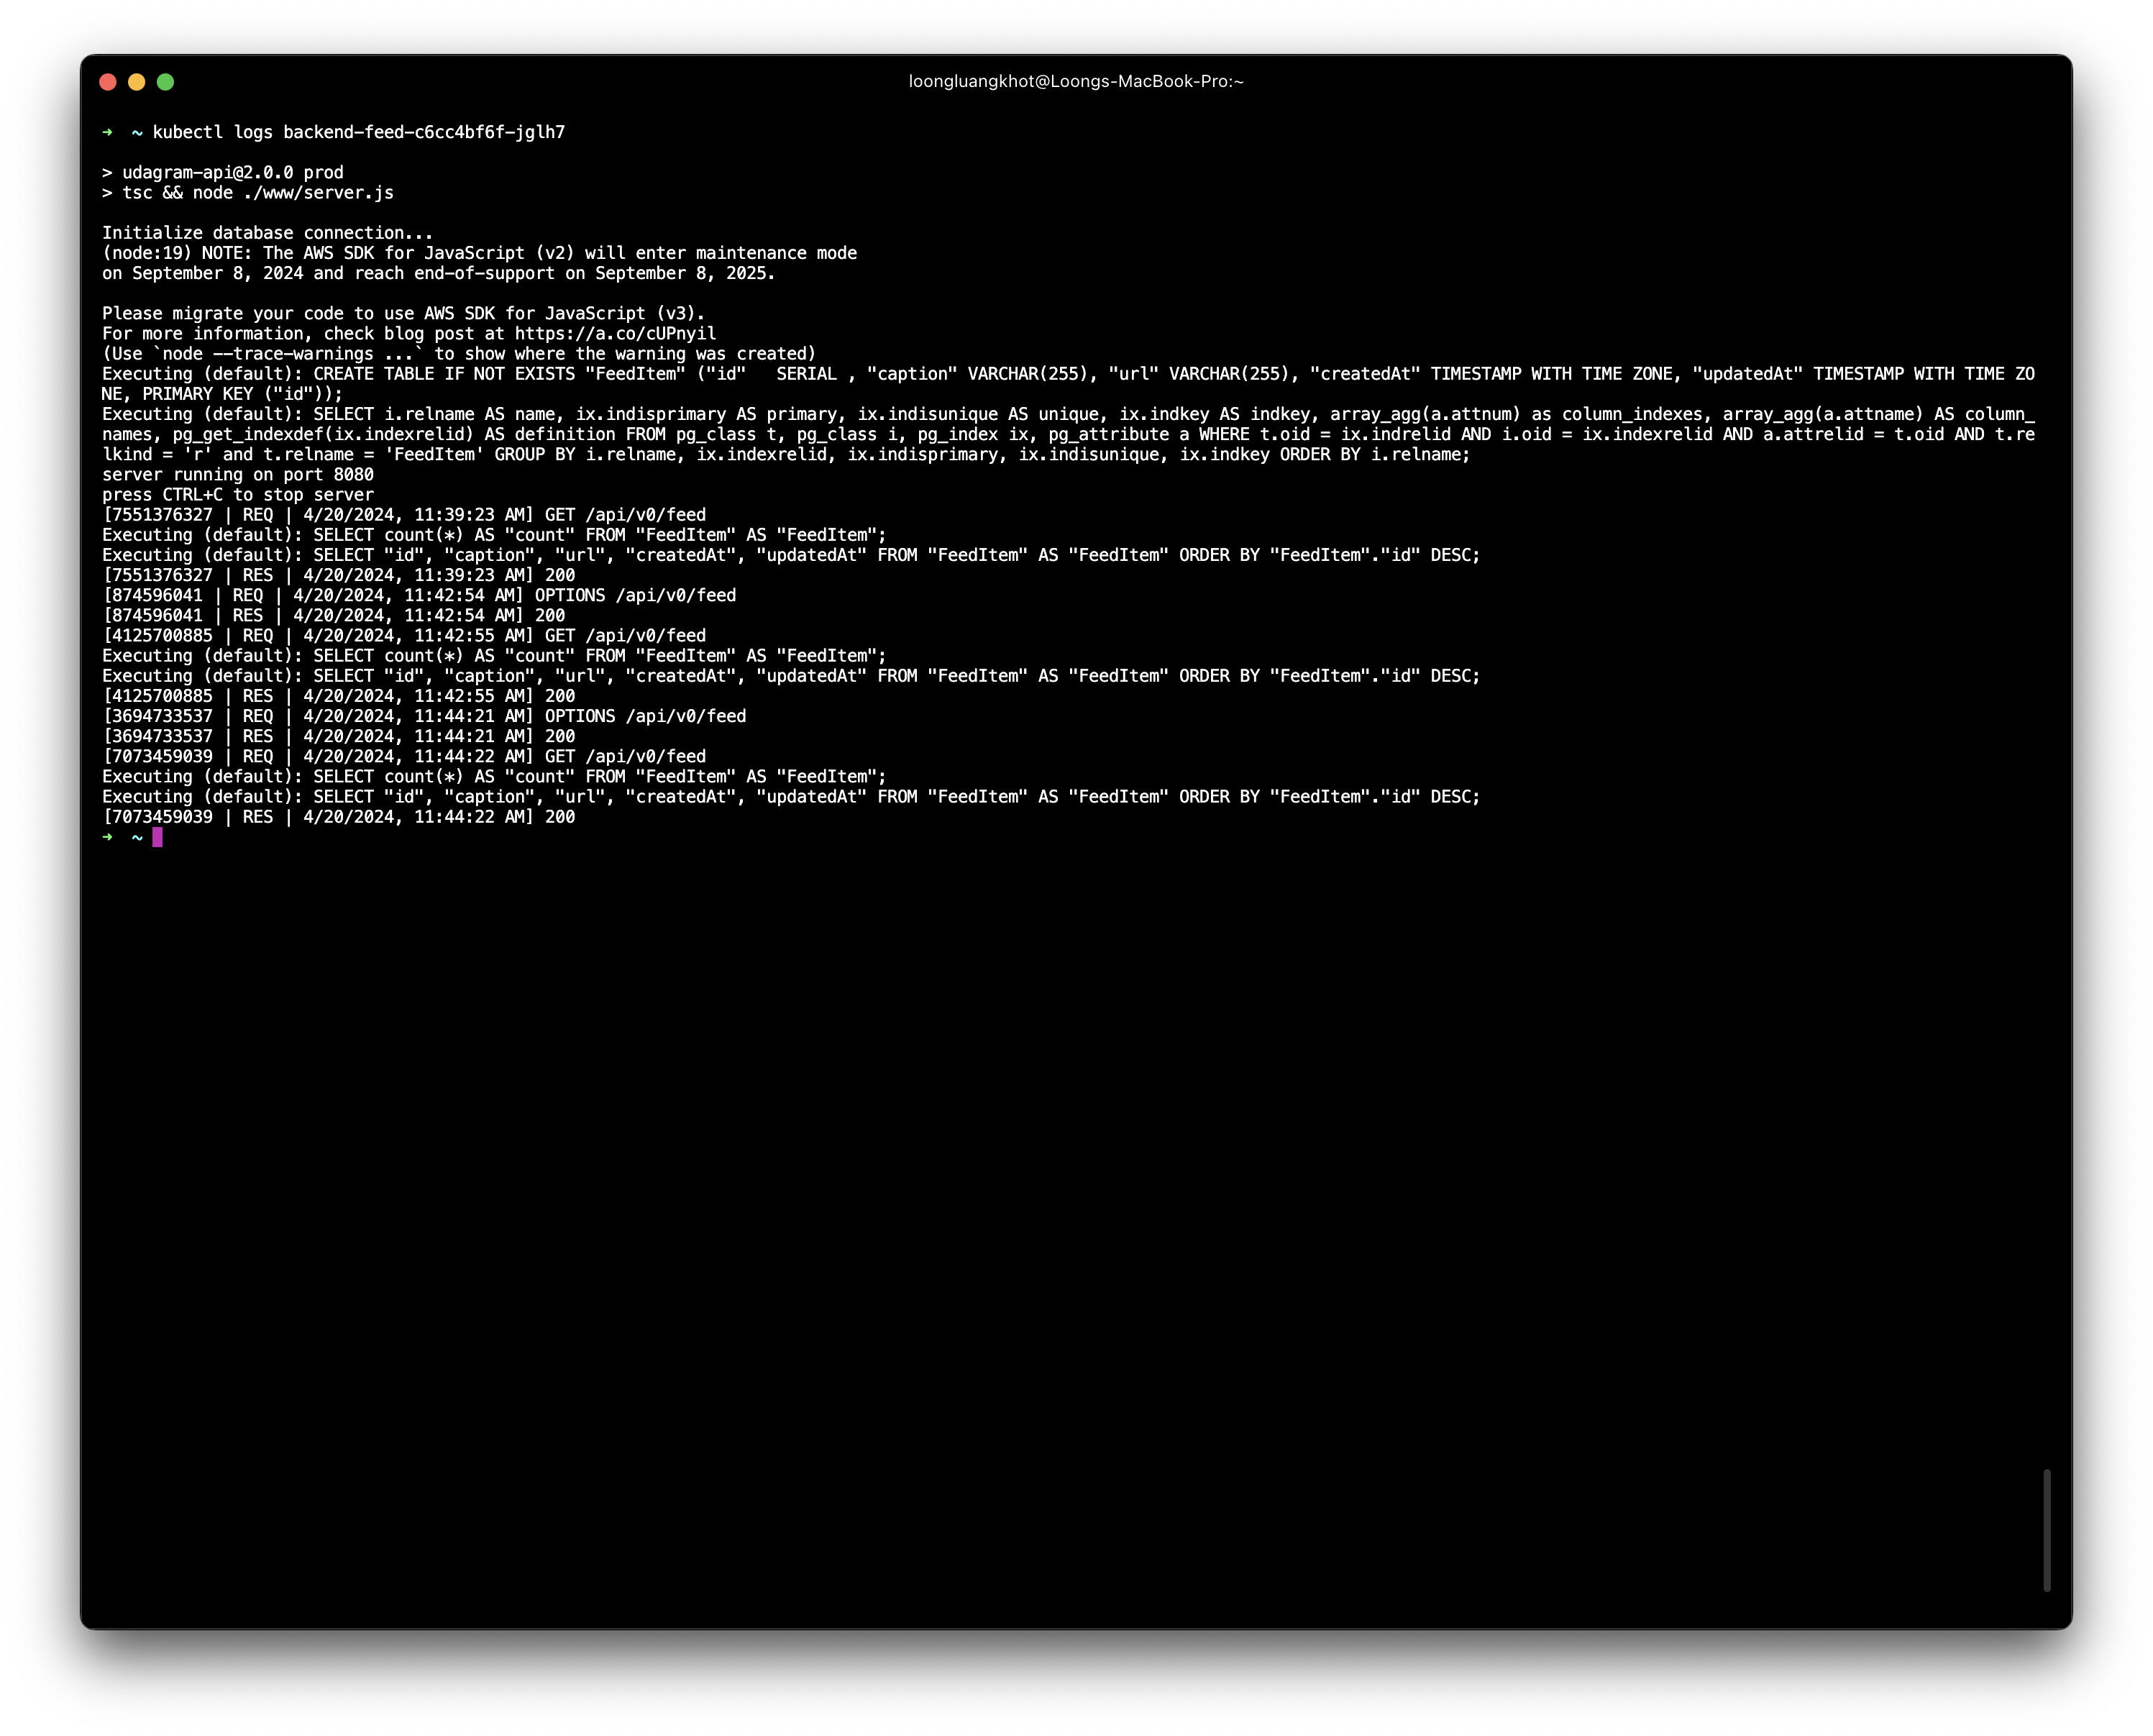 loongluangkhot@Loongs-MacBook-Pro:~
➜  ~ kubectl logs backend-feed-c6cc4bf6f-jglh7
> udagram-api@2.0.0 prod
> tsc && node ./www/server.js
Initialize database connection...
(node:19) NOTE: The AWS SDK for JavaScript (v2) will enter maintenance mode
on September 8, 2024 and reach end-of-support on September 8, 2025.
Please migrate your code to use AWS SDK for JavaScript (v3).
For more information, check blog post at https://a.co/cUPnyil
(Use `node --trace-warnings ...` to show where the warning was created)
Executing (default): CREATE TABLE IF NOT EXISTS "FeedItem" ("id"   SERIAL , "caption" VARCHAR(255), "url" VARCHAR(255), "createdAt" TIMESTAMP WITH TIME ZONE, "updatedAt" TIMESTAMP WITH TIME ZO
NE, PRIMARY KEY ("id"));
Executing (default): SELECT i.relname AS name, ix.indisprimary AS primary, ix.indisunique AS unique, ix.indkey AS indkey, array_agg(a.attnum) as column_indexes, array_agg(a.attname) AS column_
names, pg_get_indexdef(ix.indexrelid) AS definition FROM pg_class t, pg_class i, pg_index ix, pg_attribute a WHERE t.oid = ix.indrelid AND i.oid = ix.indexrelid AND a.attrelid = t.oid AND t.re
lkind = 'r' and t.relname = 'FeedItem' GROUP BY i.relname, ix.indexrelid, ix.indisprimary, ix.indisunique, ix.indkey ORDER BY i.relname;
server running on port 8080
press CTRL+C to stop server
[7551376327 | REQ | 4/20/2024, 11:39:23 AM] GET /api/v0/feed
Executing (default): SELECT count(*) AS "count" FROM "FeedItem" AS "FeedItem";
Executing (default): SELECT "id", "caption", "url", "createdAt", "updatedAt" FROM "FeedItem" AS "FeedItem" ORDER BY "FeedItem"."id" DESC;
[7551376327 | RES | 4/20/2024, 11:39:23 AM] 200
[874596041 | REQ | 4/20/2024, 11:42:54 AM] OPTIONS /api/v0/feed
[874596041 | RES | 4/20/2024, 11:42:54 AM] 200
[4125700885 | REQ | 4/20/2024, 11:42:55 AM] GET /api/v0/feed
Executing (default): SELECT count(*) AS "count" FROM "FeedItem" AS "FeedItem";
Executing (default): SELECT "id", "caption", "url", "createdAt", "updatedAt" FROM "FeedItem" AS "FeedItem" ORDER BY "FeedItem"."id" DESC;
[4125700885 | RES | 4/20/2024, 11:42:55 AM] 200
[3694733537 | REQ | 4/20/2024, 11:44:21 AM] OPTIONS /api/v0/feed
[3694733537 | RES | 4/20/2024, 11:44:21 AM] 200
[7073459039 | REQ | 4/20/2024, 11:44:22 AM] GET /api/v0/feed
Executing (default): SELECT count(*) AS "count" FROM "FeedItem" AS "FeedItem";
Executing (default): SELECT "id", "caption", "url", "createdAt", "updatedAt" FROM "FeedItem" AS "FeedItem" ORDER BY "FeedItem"."id" DESC;
[7073459039 | RES | 4/20/2024, 11:44:22 AM] 200
➜  ~